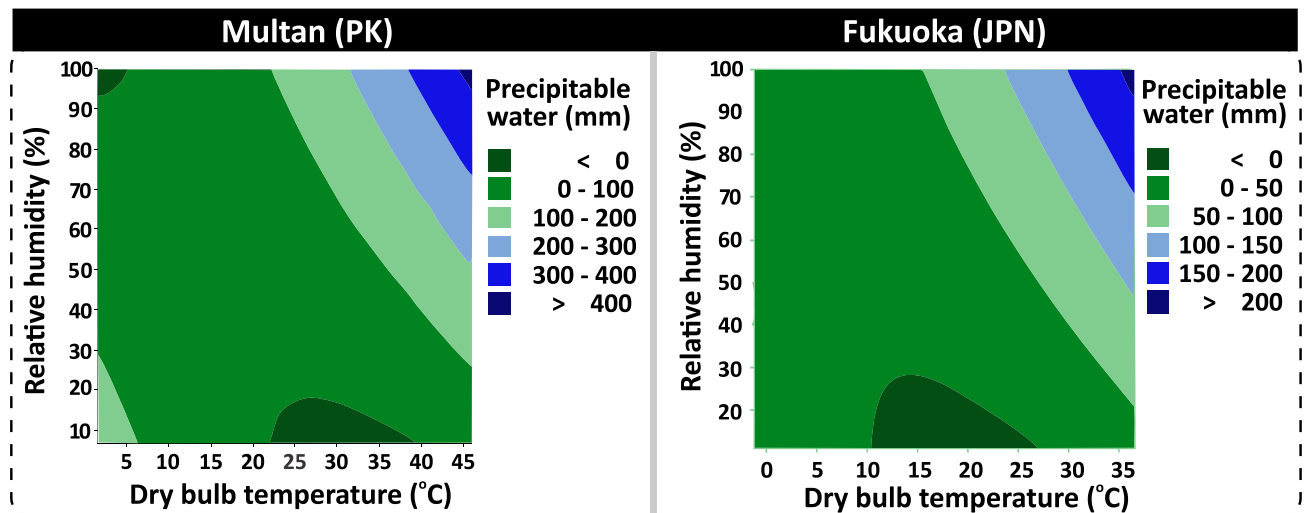 Multan (PK)
100
90
80
70
60
50
40
30
20
10
Relative humidity (%)
5 10 15 20 25 30 35 40 45
Dry bulb temperature (°C)
Precipitable
water (mm)
< 0
0 - 100
100 - 200
200 - 300
300 - 400
> 400
Fukuoka (JPN)
100
90
80
70
60
50
40
30
20
Relative humidity (%)
0 5 10 15 20 25 30 35
Dry bulb temperature (°C)
Precipitable
water (mm)
< 0
0 - 50
50 - 100
100 - 150
150 - 200
> 200